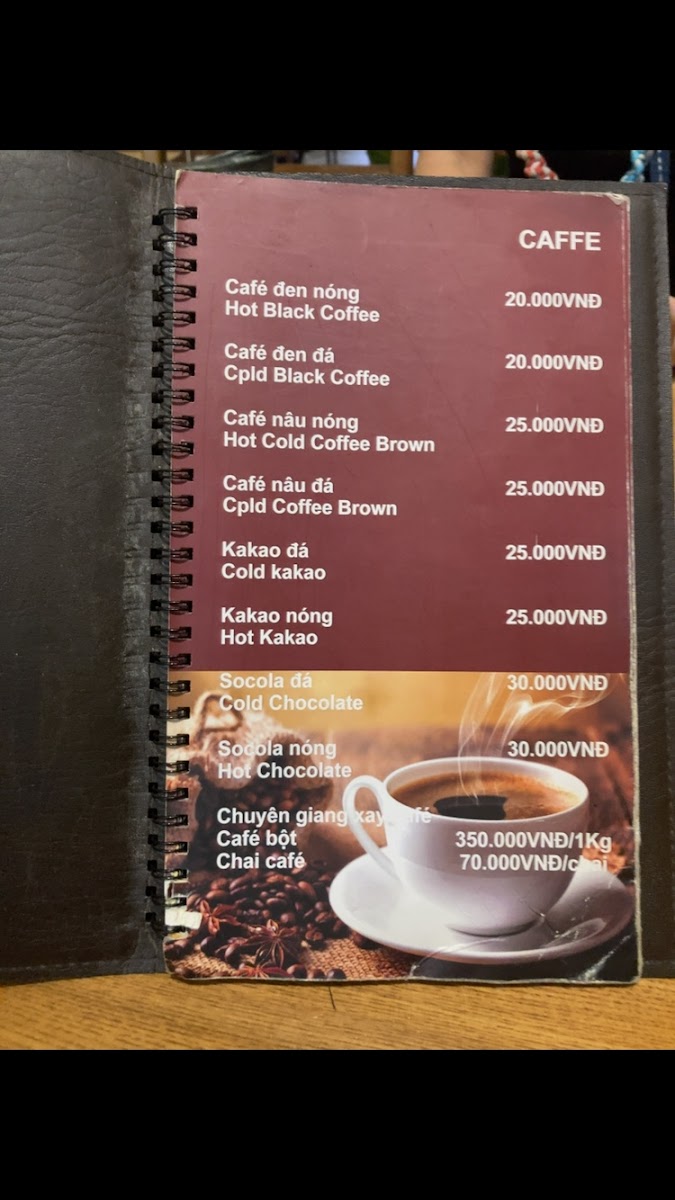 CAFFE
Café đen nóng 20.000VNĐ
Hot Black Coffee
Café đen đá 20.000VNĐ
Cpld Black Coffee
Café nâu nóng 25.000VNĐ
Hot Cold Coffee Brown
Café nâu đá 25.000VNĐ
Cpld Coffee Brown
Kakao đá 25.000VNĐ
Cold kakao
Kakao nóng 25.000VNĐ
Hot Kakao
Socola đá 30.000VNĐ
Cold Chocolate
Socola nóng 30.000VNĐ
Hot Chocolate
Chuyên giang xay café
Café bột 350.000VNĐ/1Kg
Chai café 70.000VNĐ/chai